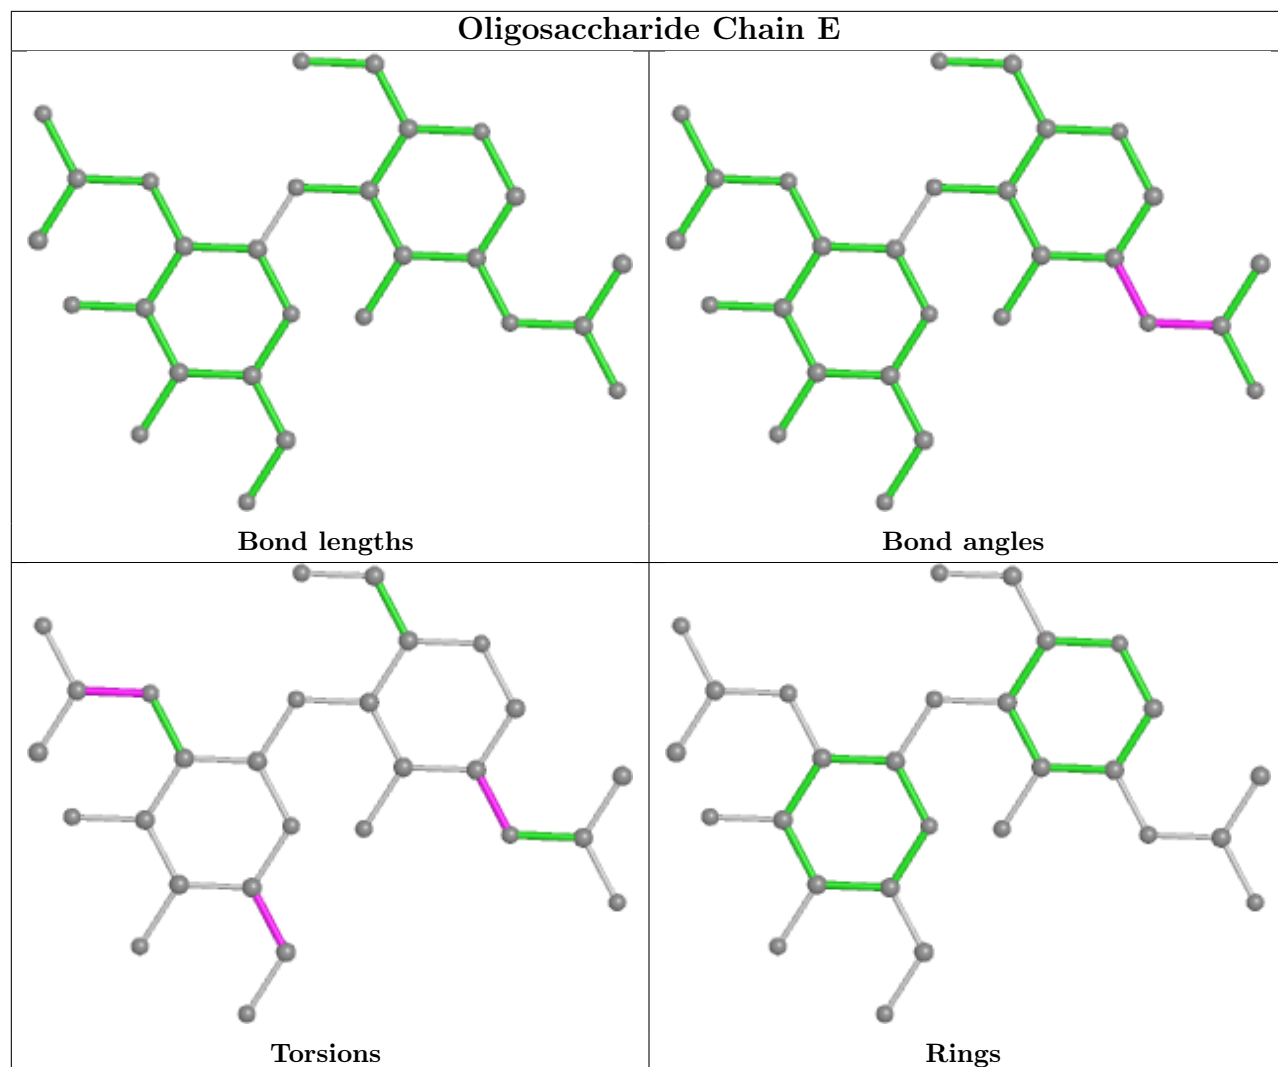 Oligosaccharide Chain E
Bond lengths
Bond angles
Torsions
Rings